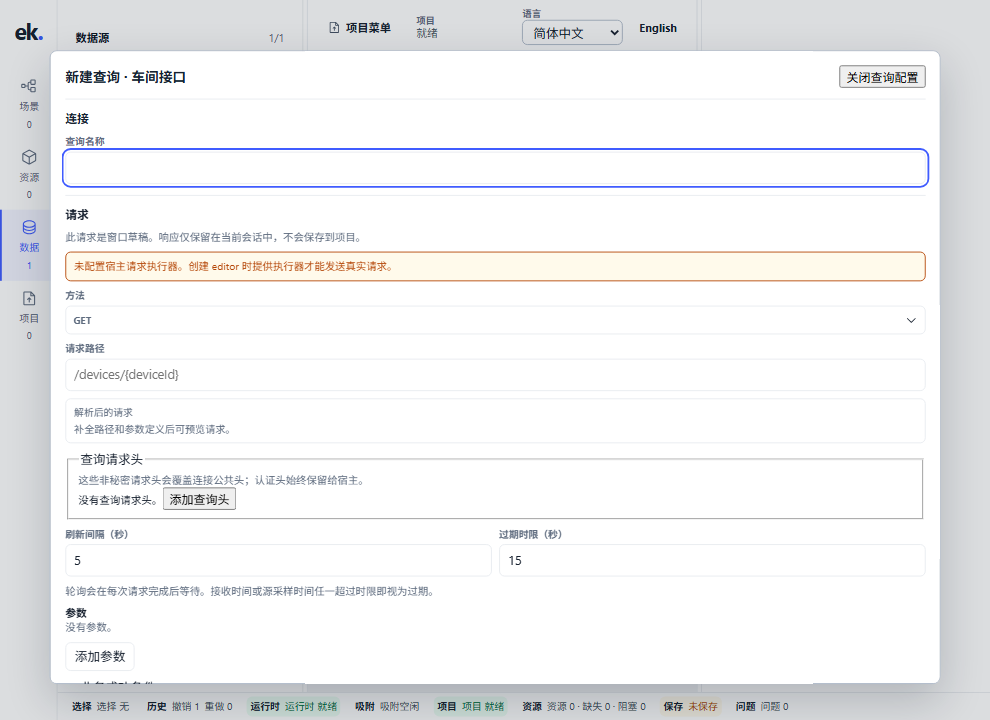 ek.
数据源
1/1
项目菜单
项目
就绪
语言
简体中文
English
场景
0
资源
0
数据
1
项目
0
新建查询 · 车间接口
关闭查询配置
连接
查询名称
请求
此请求是窗口草稿。响应仅保留在当前会话中，不会保存到项目。
未配置宿主请求执行器。创建 editor 时提供执行器才能发送真实请求。
方法
GET
请求路径
/devices/{deviceId}
解析后的请求
补全路径和参数定义后可预览请求。
查询请求头
这些非秘密请求头会覆盖连接公共头；认证头始终保留给宿主。
没有查询请求头。 添加查询头
刷新间隔（秒） 过期时限（秒）
5 15
轮询会在每次请求完成后等待。接收时间或源采样时间任一超过时限即视为过期。
参数
没有参数。
添加参数
选择 选择 无 历史 撤销 1 重做 0 运行时 运行时 就绪 吸附 吸附空闲 项目 项目 就绪 资源 资源 0 · 缺失 0 · 阻塞 0 保存 未保存 问题 问题 0